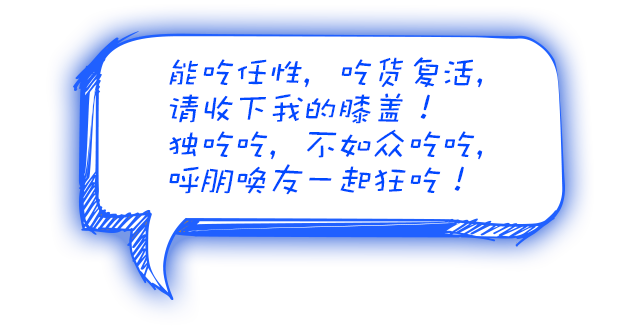 能吃任性，吃货复活，
请收下我的膝盖！
独吃吃，不如众吃吃，
呼朋唤友一起狂吃！